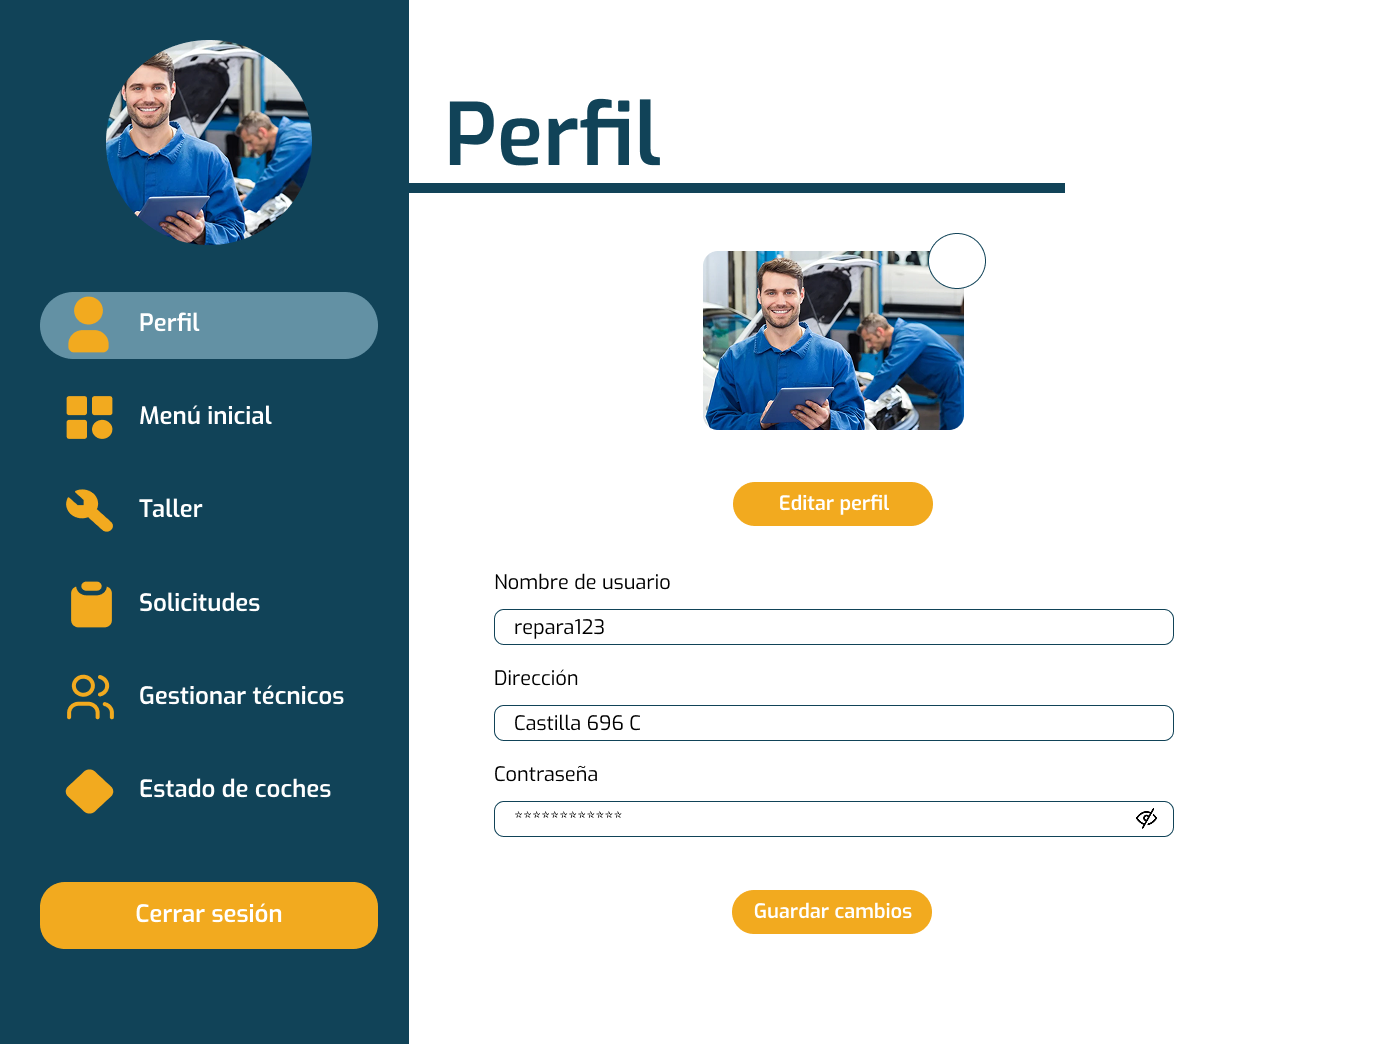 Perfil
Menú inicial
Taller
Solicitudes
Gestionar técnicos
Estado de coches
Cerrar sesión
Perfil
Editar perfil
Nombre de usuario
repara123
Dirección
Castilla 696 C
Contraseña
************
Guardar cambios